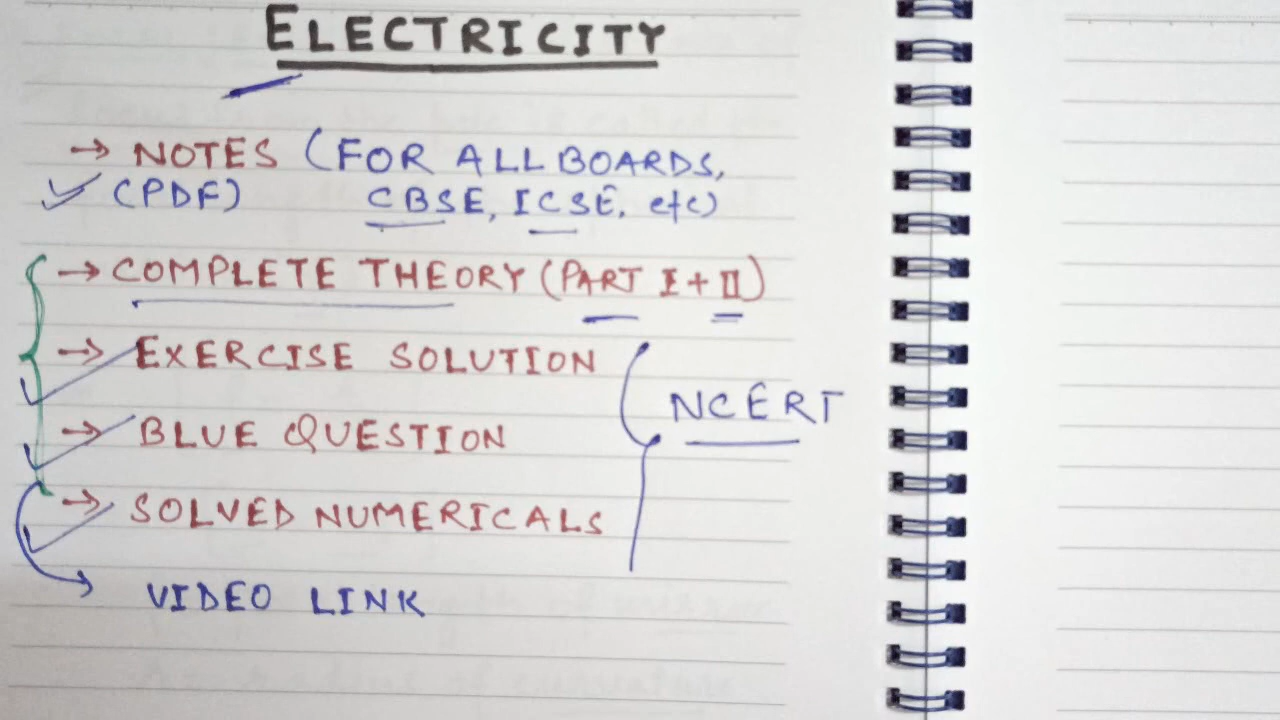 ELECTRICITY
→ NOTES (FOR ALL BOARDS,
(PDF) CBSE, ICSE, etc)
→ COMPLETE THEORY (PART I + II)
→ EXERCISE SOLUTION
NCERT
→ BLUE QUESTION
→ SOLVED NUMERICALS
VIDEO LINK